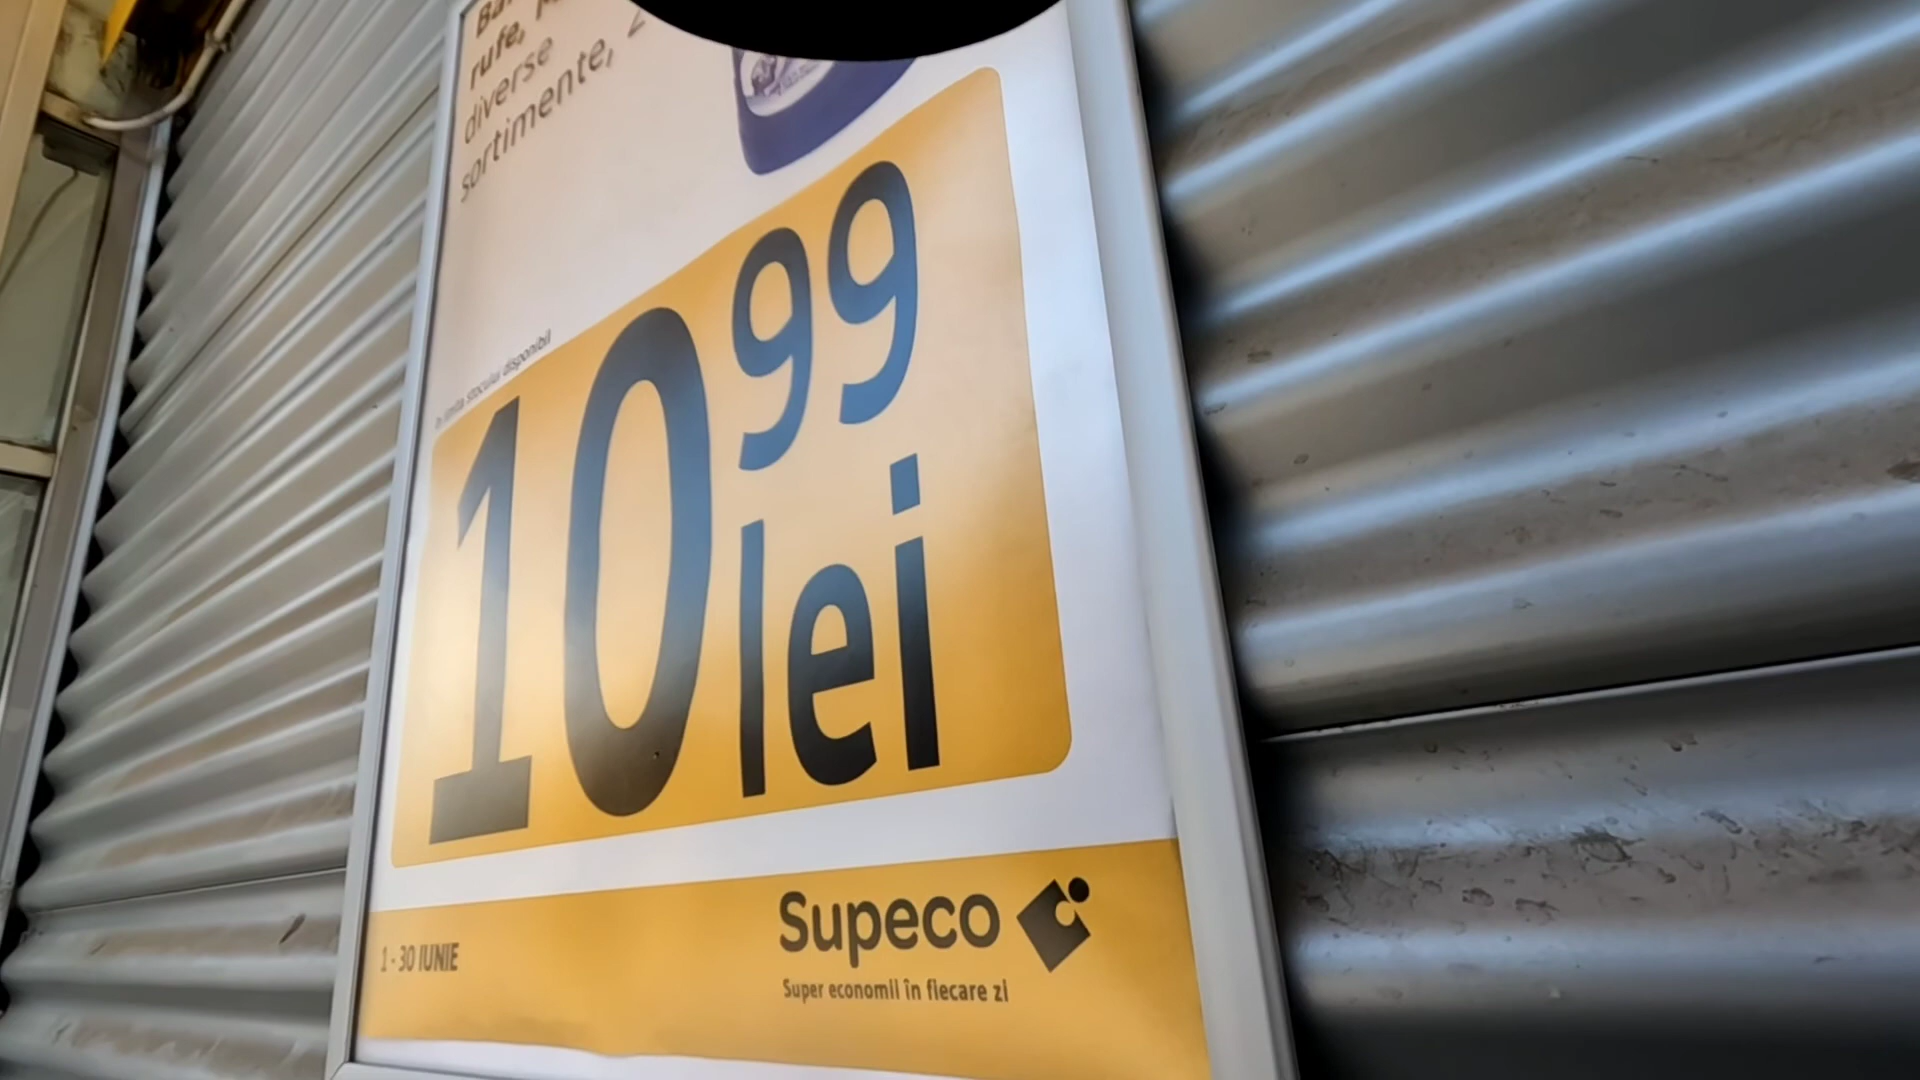 rufe,
diverse
sortimente,
în limita stocului disponibil
10 99
lei
1 - 30 IUNIE
Supeco
Super economii în fiecare zi